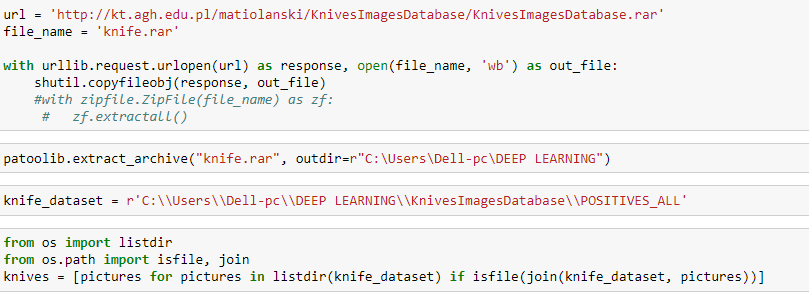 url = 'http://kt.agh.edu.pl/matiolanski/KnivesImagesDatabase/KnivesImagesDatabase.rar'
file_name = 'knife.rar'
with urllib.request.urlopen(url) as response, open(file_name, 'wb') as out_file:
    shutil.copyfileobj(response, out_file)
    #with zipfile.ZipFile(file_name) as zf:
     #   zf.extractall()
patoolib.extract_archive("knife.rar", outdir=r"C:\Users\Dell-pc\DEEP LEARNING")
knife_dataset = r'C:\\Users\\Dell-pc\\DEEP LEARNING\\KnivesImagesDatabase\\POSITIVES_ALL'
from os import listdir
from os.path import isfile, join
knives = [pictures for pictures in listdir(knife_dataset) if isfile(join(knife_dataset, pictures))]